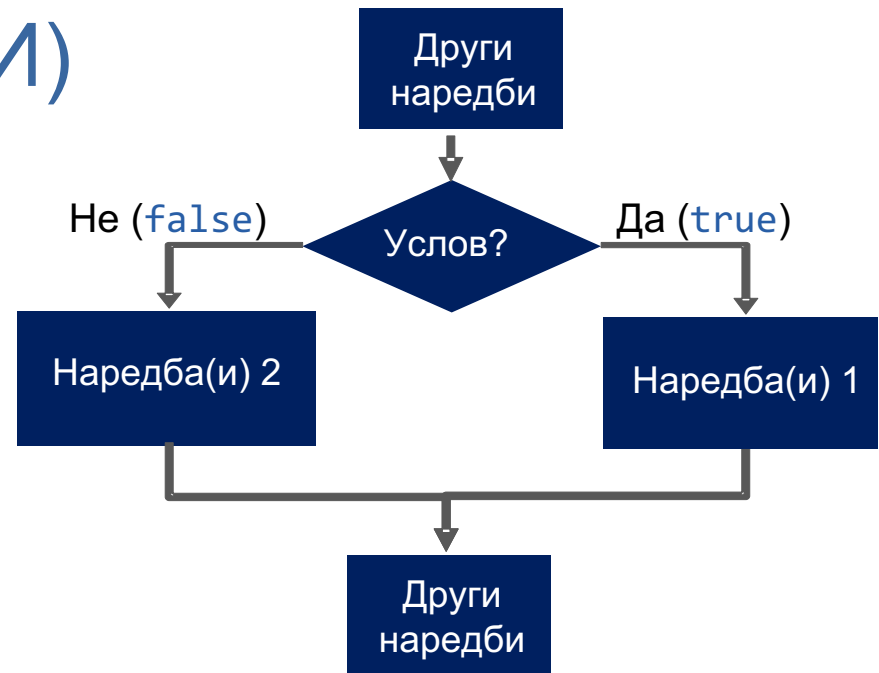 И)
Други
наредби
Не (false)
Услов?
Да (true)
Наредба(и) 2
Наредба(и) 1
Други
наредби